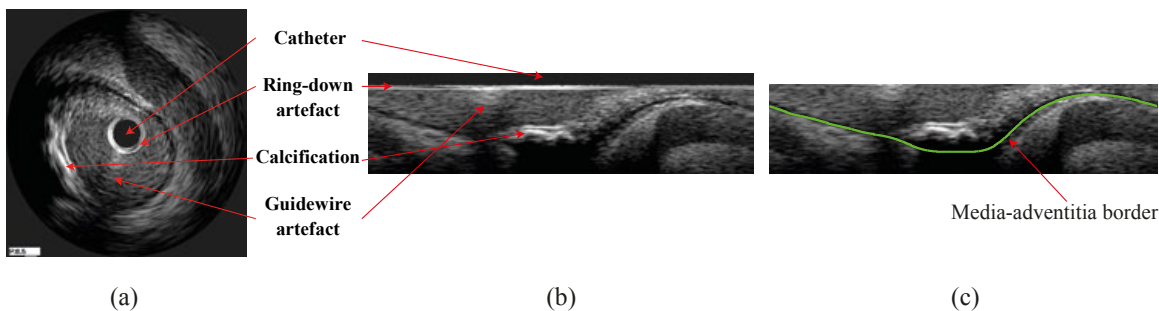 Catheter
Ring-down
artefact
Calcification
Guidewire
artefact
Media-adventitia border
(a)
(b)
(c)